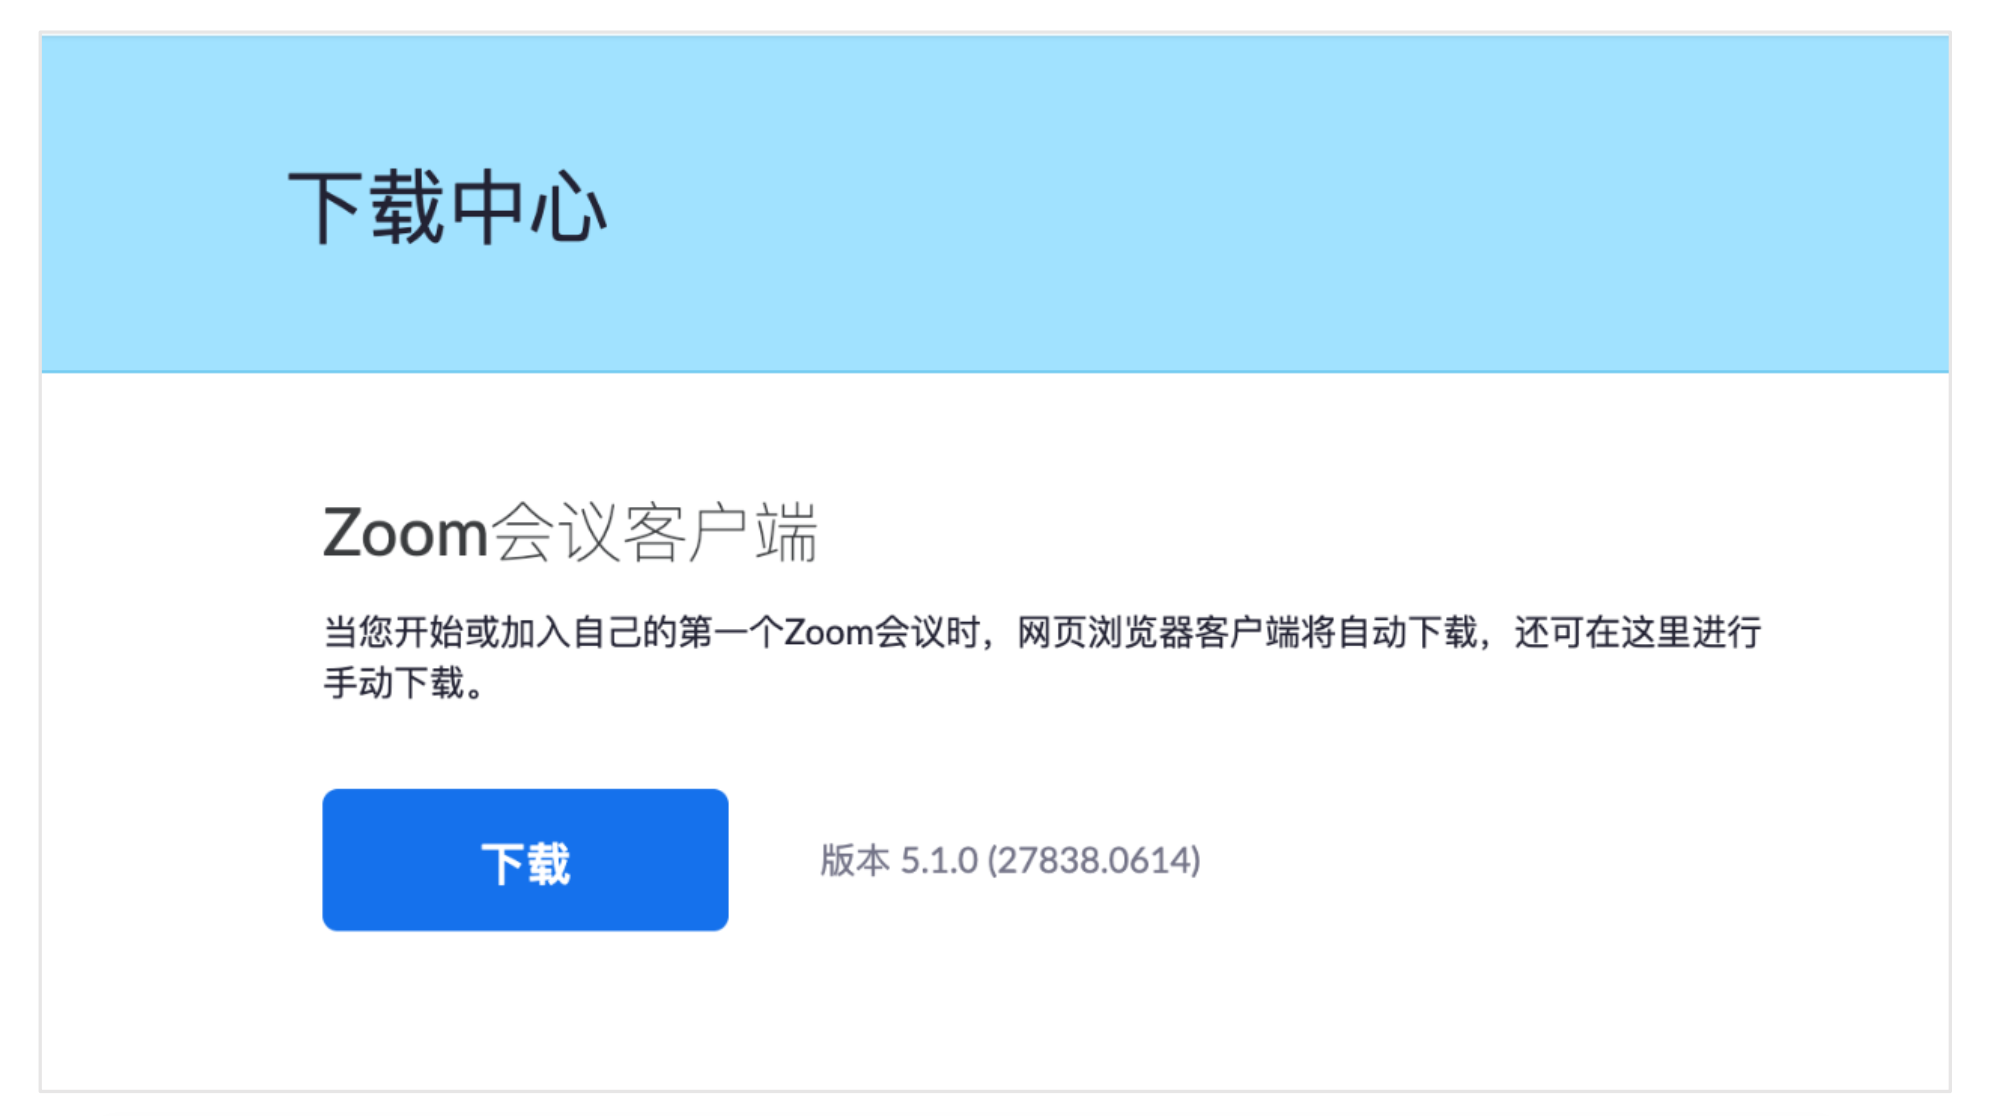 下载中心
Zoom会议客户端
当您开始或加入自己的第一个Zoom会议时，网页浏览器客户端将自动下载，还可在这里进行
手动下载。
下载
版本 5.1.0 (27838.0614)